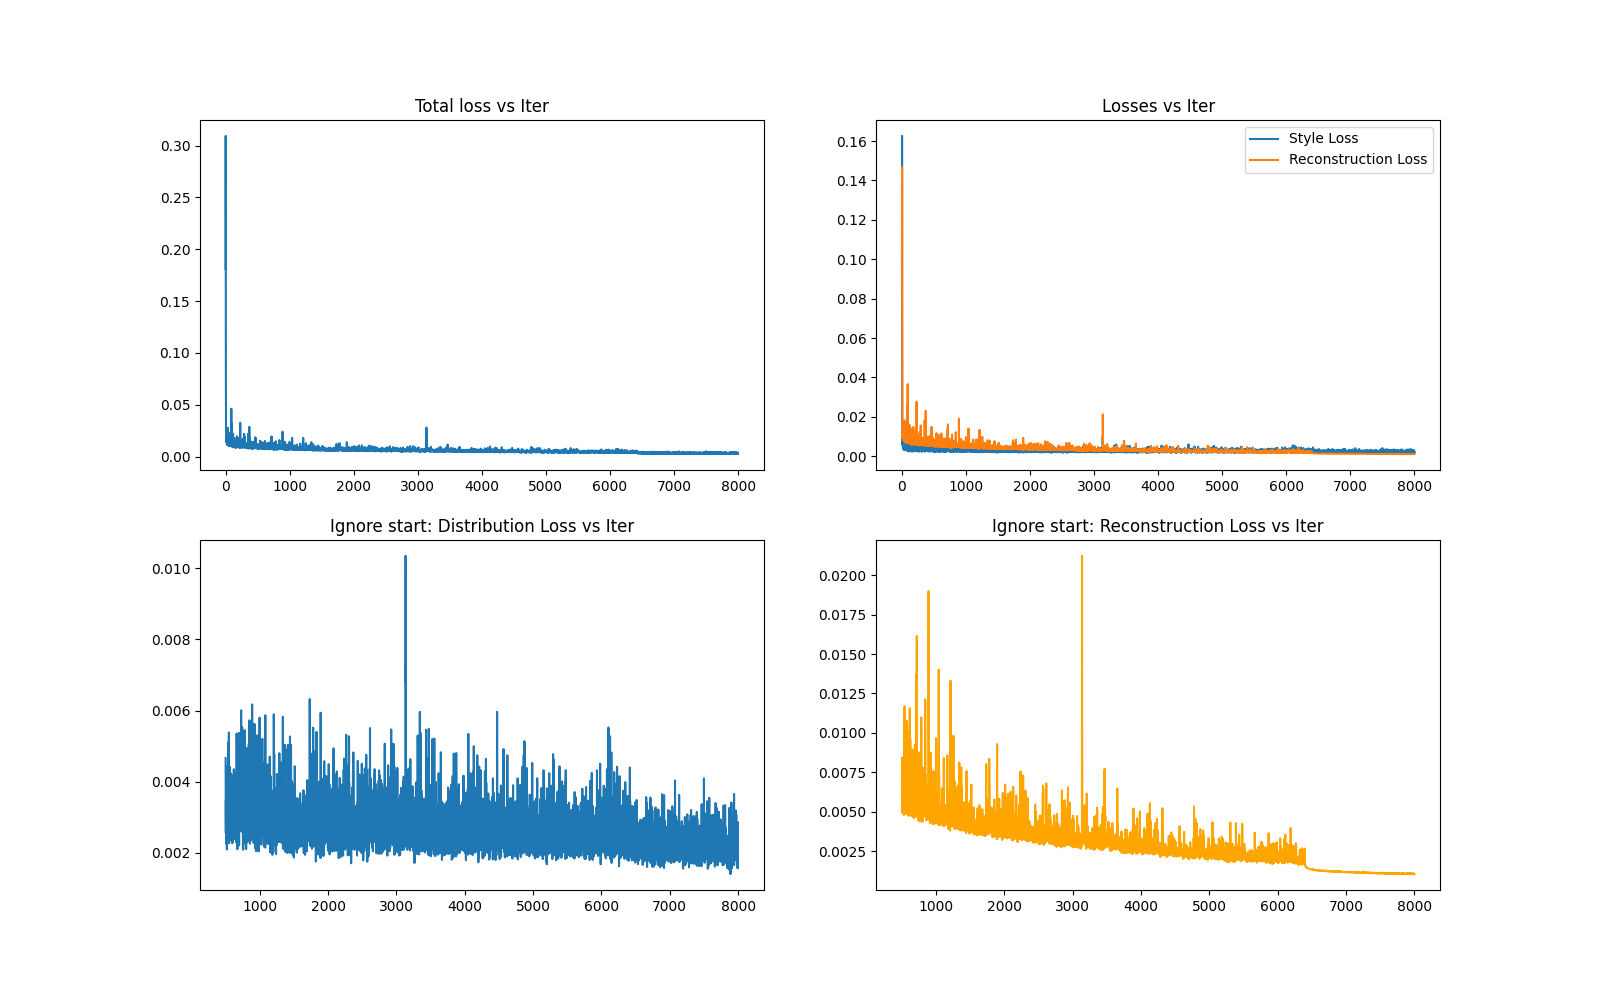 Total loss vs Iter
0.30
0.25
0.20
0.15
0.10
0.05
0.00
0 1000 2000 3000 4000 5000 6000 7000 8000
Losses vs Iter
Style Loss
Reconstruction Loss
0.16
0.14
0.12
0.10
0.08
0.06
0.04
0.02
0.00
0 1000 2000 3000 4000 5000 6000 7000 8000
Ignore start: Distribution Loss vs Iter
0.010
0.008
0.006
0.004
0.002
1000 2000 3000 4000 5000 6000 7000 8000
Ignore start: Reconstruction Loss vs Iter
0.0200
0.0175
0.0150
0.0125
0.0100
0.0075
0.0050
0.0025
1000 2000 3000 4000 5000 6000 7000 8000